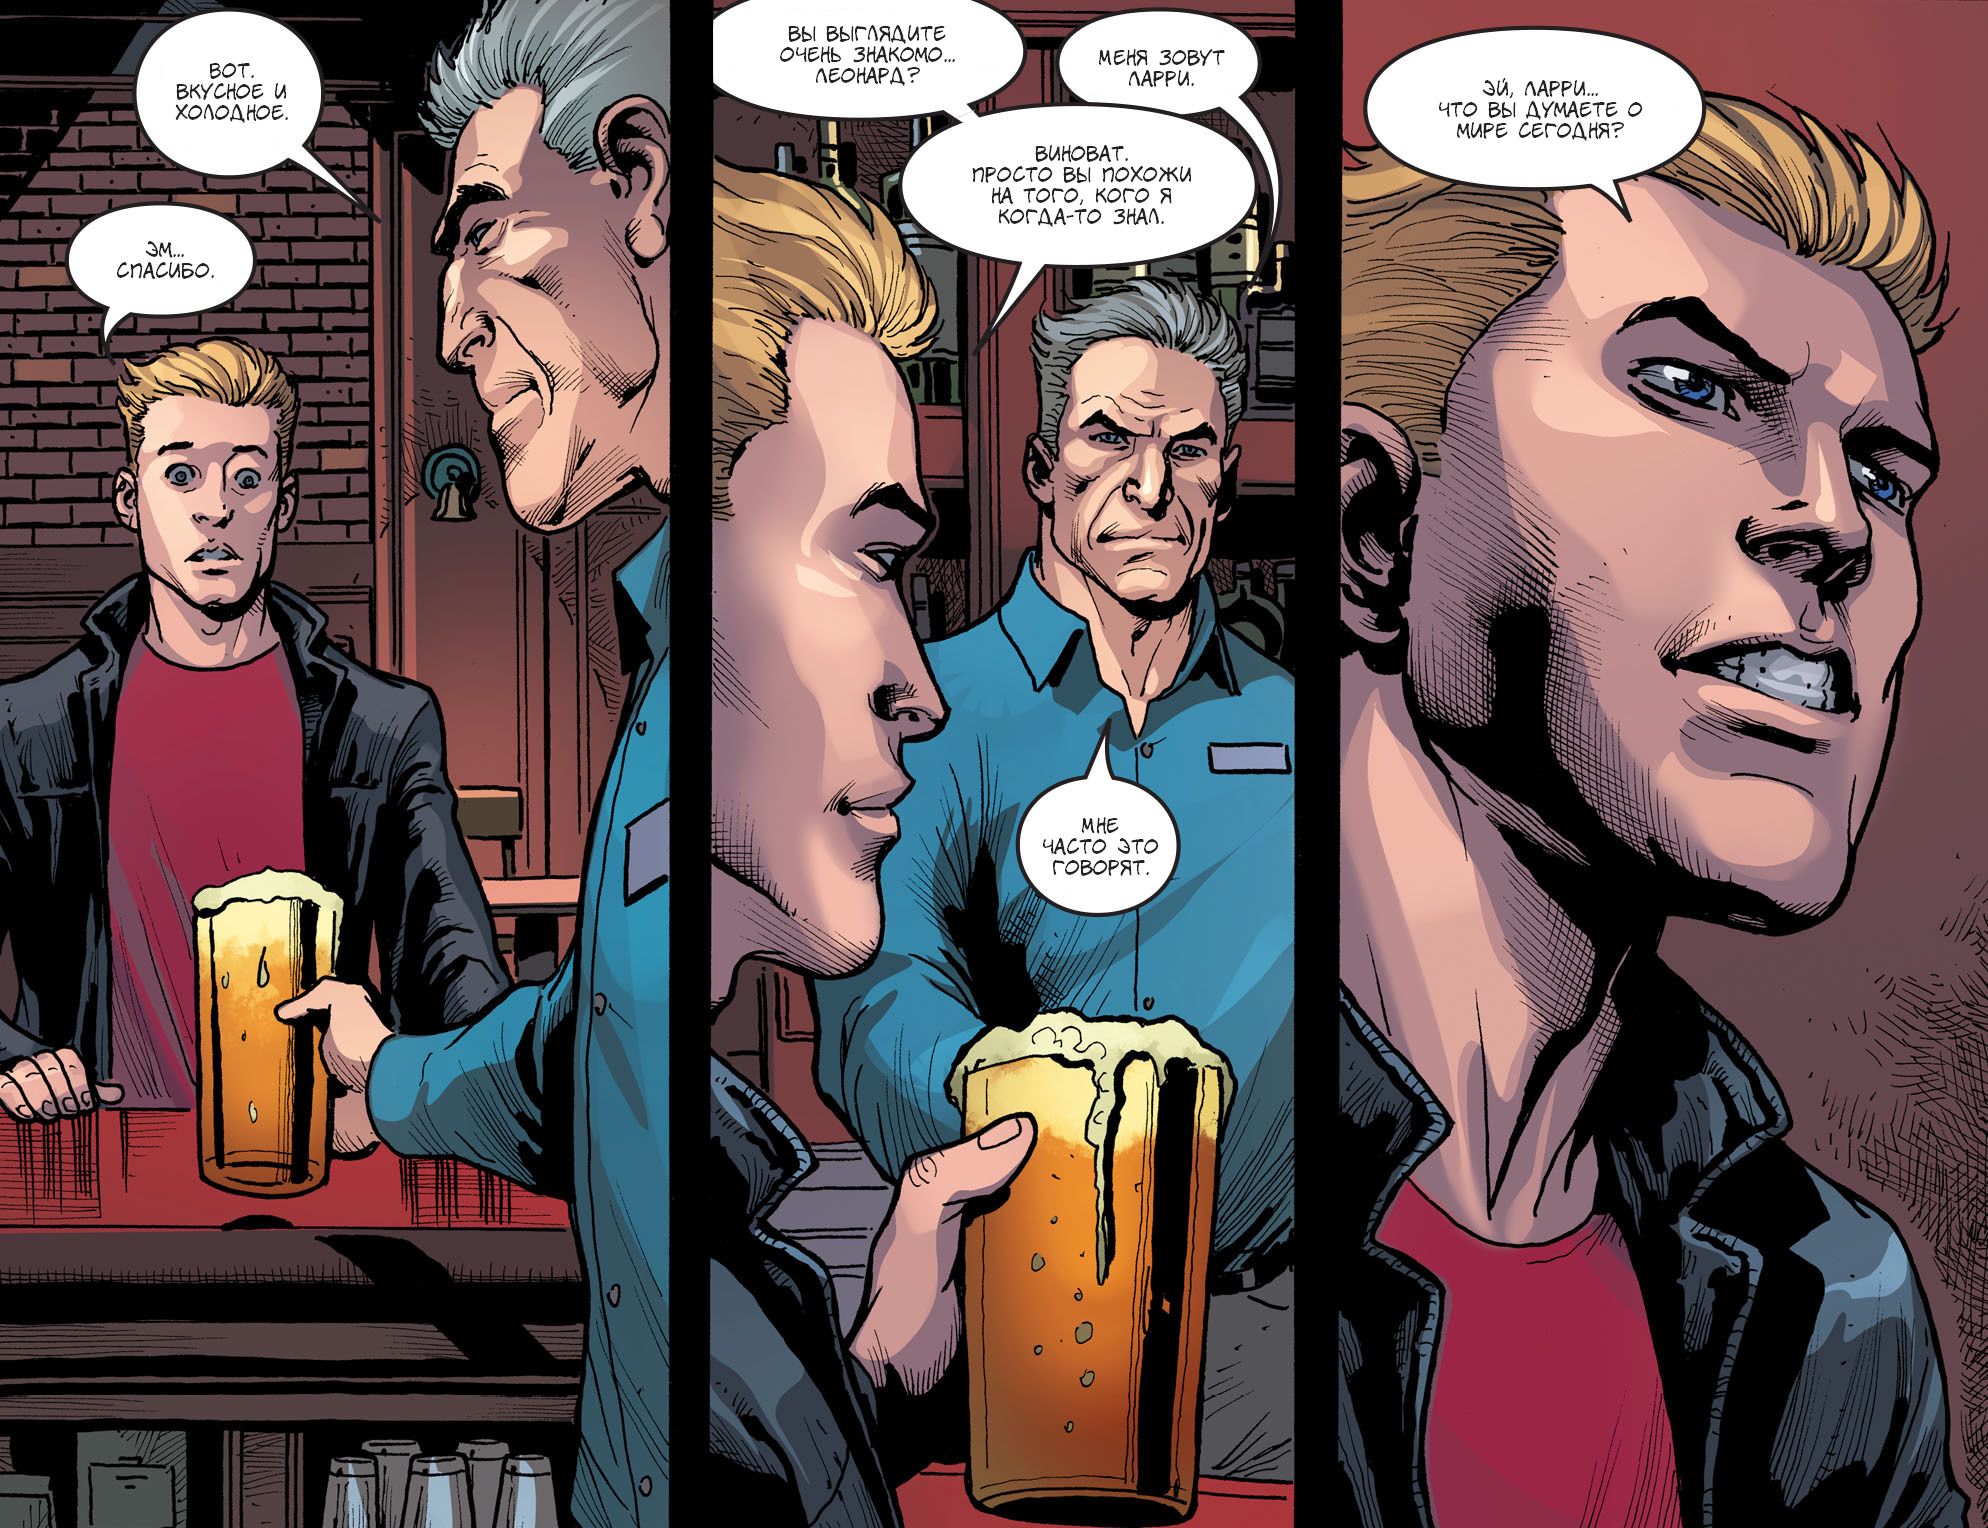 ВОТ.
ВКУСНОЕ И
ХОЛОДНОЕ.
ЭМ...
СПАСИБО.
ВЫ ВЫГЛЯДИТЕ
ОЧЕНЬ ЗНАКОМО...
ЛЕОНАРД?
МЕНЯ ЗОВУТ
ЛАРРИ.
ВИНОВАТ.
ПРОСТО ВЫ ПОХОЖИ
НА ТОГО, КОГО Я
КОГДА-ТО ЗНАЛ.
МНЕ
ЧАСТО ЭТО
ГОВОРЯТ.
ЭЙ, ЛАРРИ...
ЧТО ВЫ ДУМАЕТЕ О
МИРЕ СЕГОДНЯ?